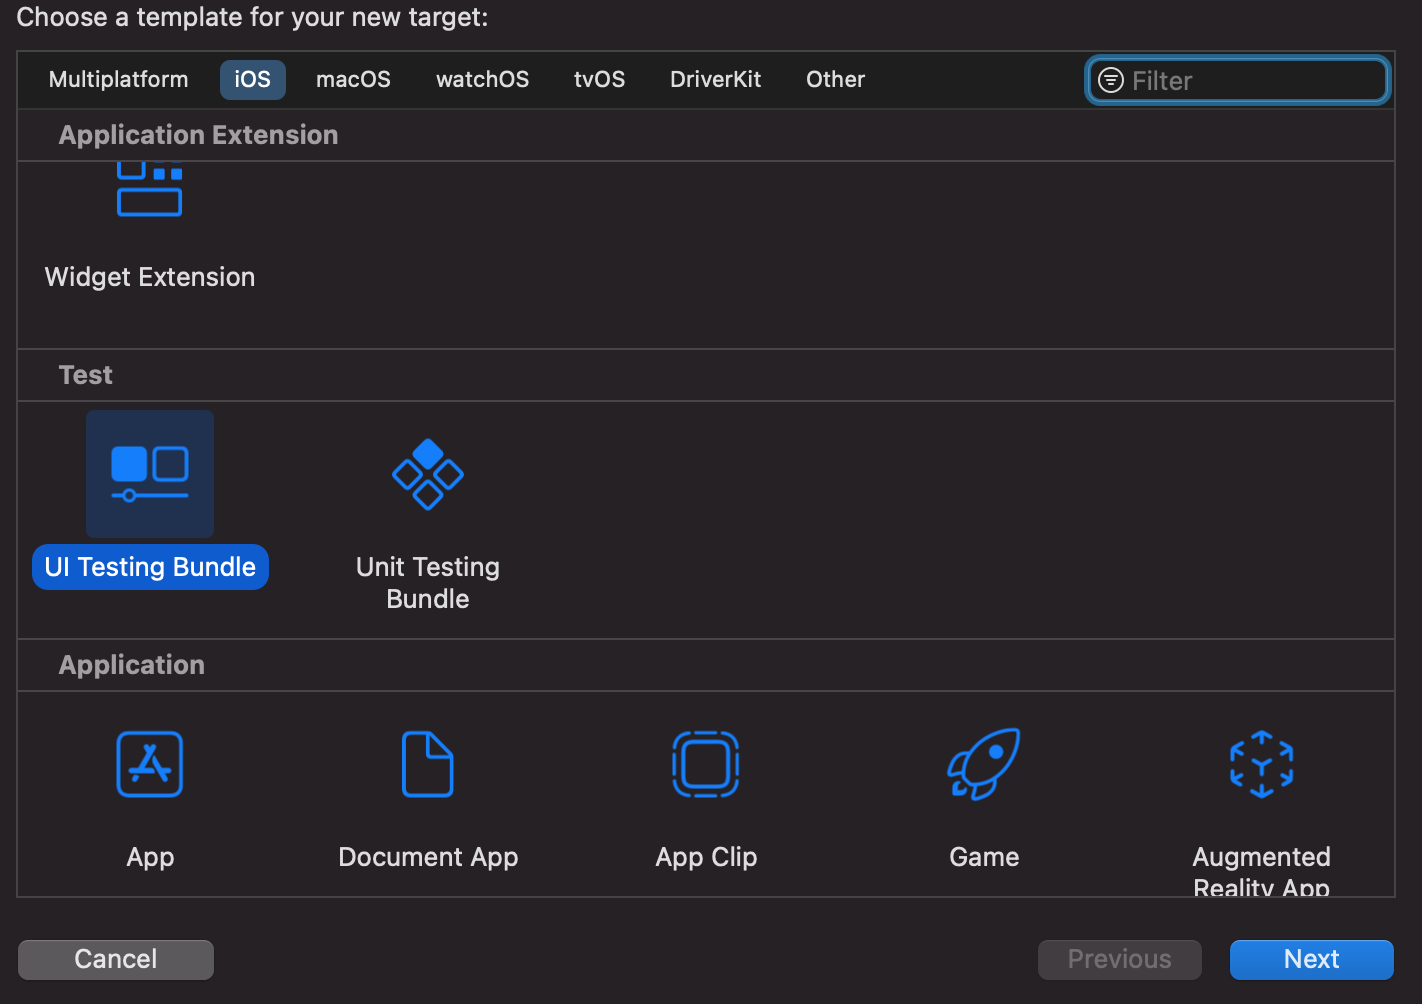 Choose a template for your new target:
Multiplatform iOS macOS watchOS tvOS DriverKit Other Filter
Application Extension
Widget Extension
Test
UI Testing Bundle
Unit Testing
Bundle
Application
App
Document App
App Clip
Game
Augmented
Reality App
Cancel
Previous
Next